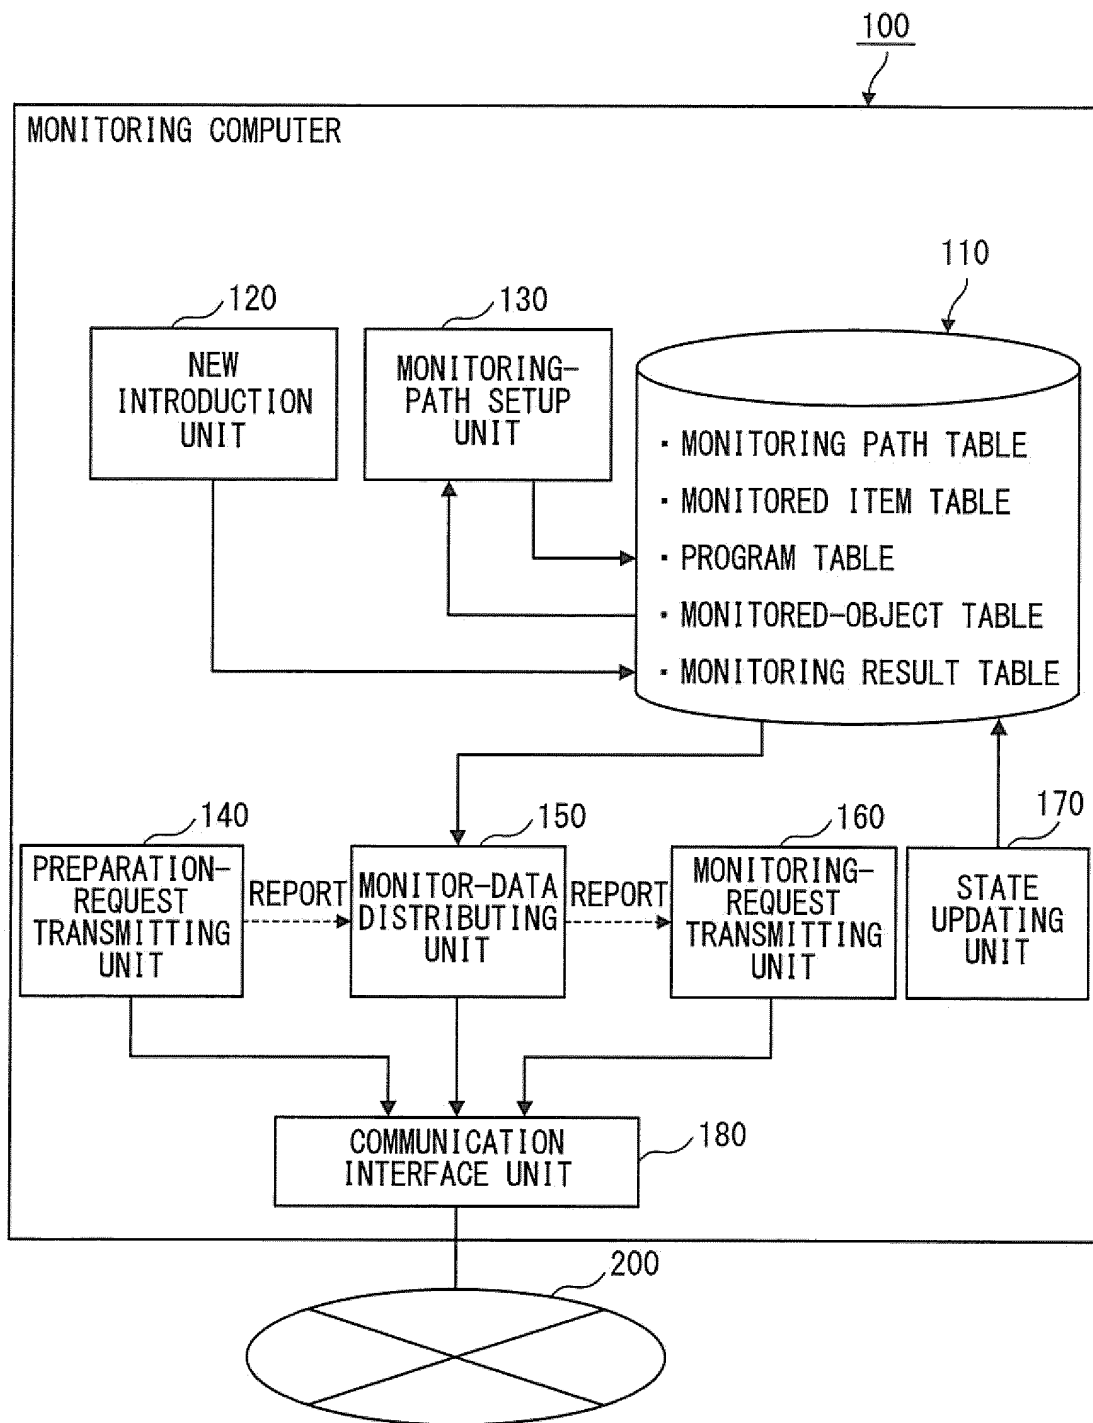 100
MONITORING COMPUTER
110
120
130
NEW
INTRODUCTION
UNIT
MONITORING-
PATH SETUP
UNIT
・MONITORING PATH TABLE
・MONITORED ITEM TABLE
・PROGRAM TABLE
・MONITORED-OBJECT TABLE
・MONITORING RESULT TABLE
140
150
160
170
PREPARATION-
REQUEST
TRANSMITTING
UNIT
REPORT
MONITOR-DATA
DISTRIBUTING
UNIT
REPORT
MONITORING-
REQUEST
TRANSMITTING
UNIT
STATE
UPDATING
UNIT
COMMUNICATION
INTERFACE UNIT
180
200